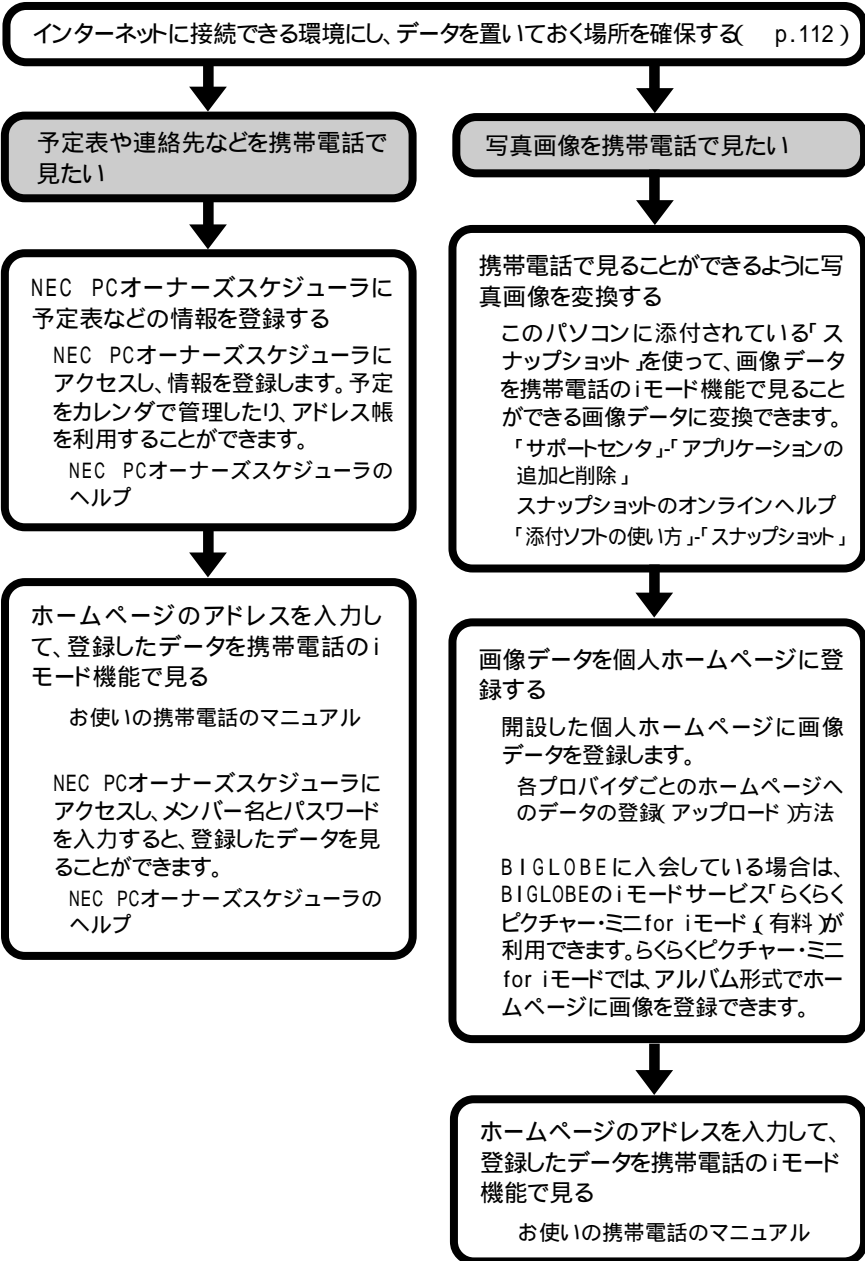 インターネットに接続できる環境にし、データを置いておく場所を確保する( p.112)
予定表や連絡先などを携帯電話で
見たい
NEC PCオーナーズスケジューラに
予定表などの情報を登録する
NEC PCオーナーズスケジューラに
アクセスし、情報を登録します。予定
をカレンダで管理したり、アドレス帳
を利用することができます。
NEC PCオーナーズスケジューラの
ヘルプ
ホームページのアドレスを入力し
て、登録したデータを携帯電話のi
モード機能で見る
お使いの携帯電話のマニュアル
NEC PCオーナーズスケジューラに
アクセスし、メンバー名とパスワード
を入力すると、登録したデータを見
ることができます。
NEC PCオーナーズスケジューラの
ヘルプ
写真画像を携帯電話で見たい
携帯電話で見ることができるように写
真画像を変換する
このパソコンに添付されている「ス
ナップショット」を使って、画像データ
を携帯電話のiモード機能で見ること
ができる画像データに変換できます。
「サポートセンタ」-「アプリケーションの
追加と削除」
スナップショットのオンラインヘルプ
「添付ソフトの使い方」-「スナップショット」
画像データを個人ホームページに登
録する
開設した個人ホームページに画像
データを登録します。
各プロバイダごとのホームページへ
のデータの登録(アップロード)方法
BIGLOBEに入会している場合は、
BIGLOBEのiモードサービス「らくらく
ピクチャー・ミニfor iモード」(有料)が
利用できます。らくらくピクチャー・ミニ
for iモードでは、アルバム形式でホー
ムページに画像を登録できます。
ホームページのアドレスを入力して、
登録したデータを携帯電話のiモード
機能で見る
お使いの携帯電話のマニュアル